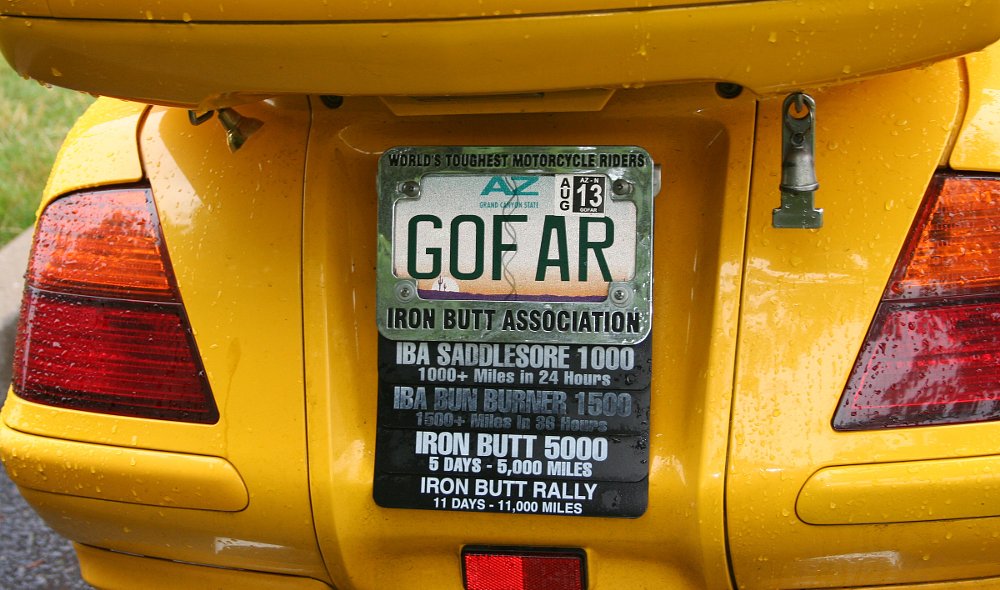 WORLD'S TOUGHEST MOTORCYCLE RIDERS
AZ
GRAND CANYON STATE
AUG
AZ - N
13
GOFAR
GOFAR
IRON BUTT ASSOCIATION
IBA SADDLESORE 1000
1000+ Miles in 24 Hours
IBA BUN BURNER 1500
1500+ Miles in 36 Hours
IRON BUTT 5000
5 DAYS - 5,000 MILES
IRON BUTT RALLY
11 DAYS - 11,000 MILES